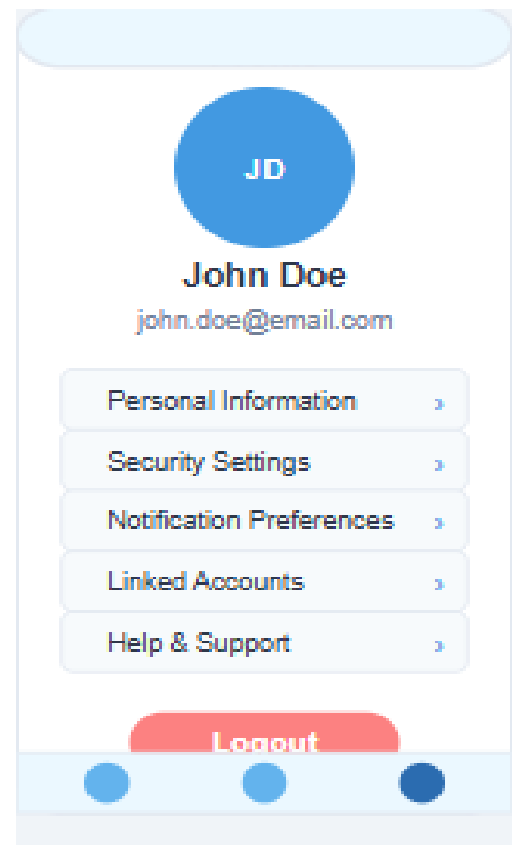 JD
John Doe
john.doe@email.com
Personal Information ›
Security Settings ›
Notification Preferences ›
Linked Accounts ›
Help & Support ›
Logout